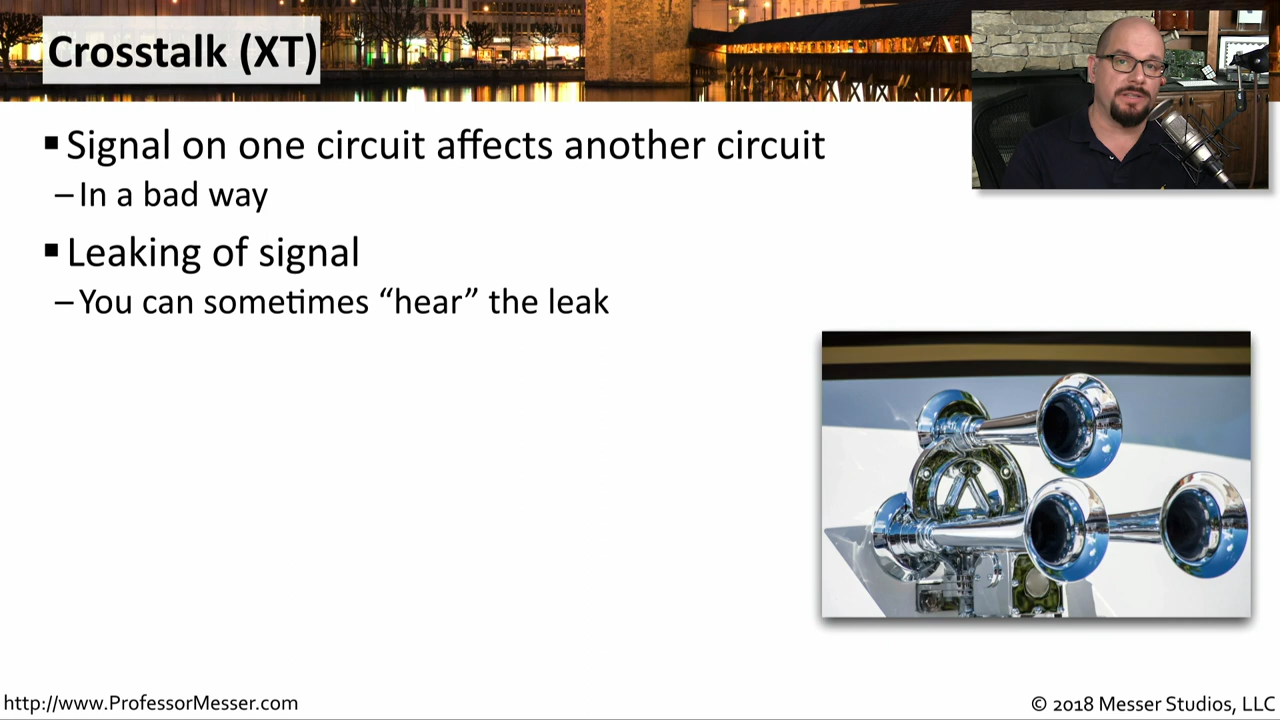 Crosstalk (XT)
▪ Signal on one circuit affects another circuit
– In a bad way
▪ Leaking of signal
– You can sometimes “hear” the leak
http://www.ProfessorMesser.com
© 2018 Messer Studios, LLC